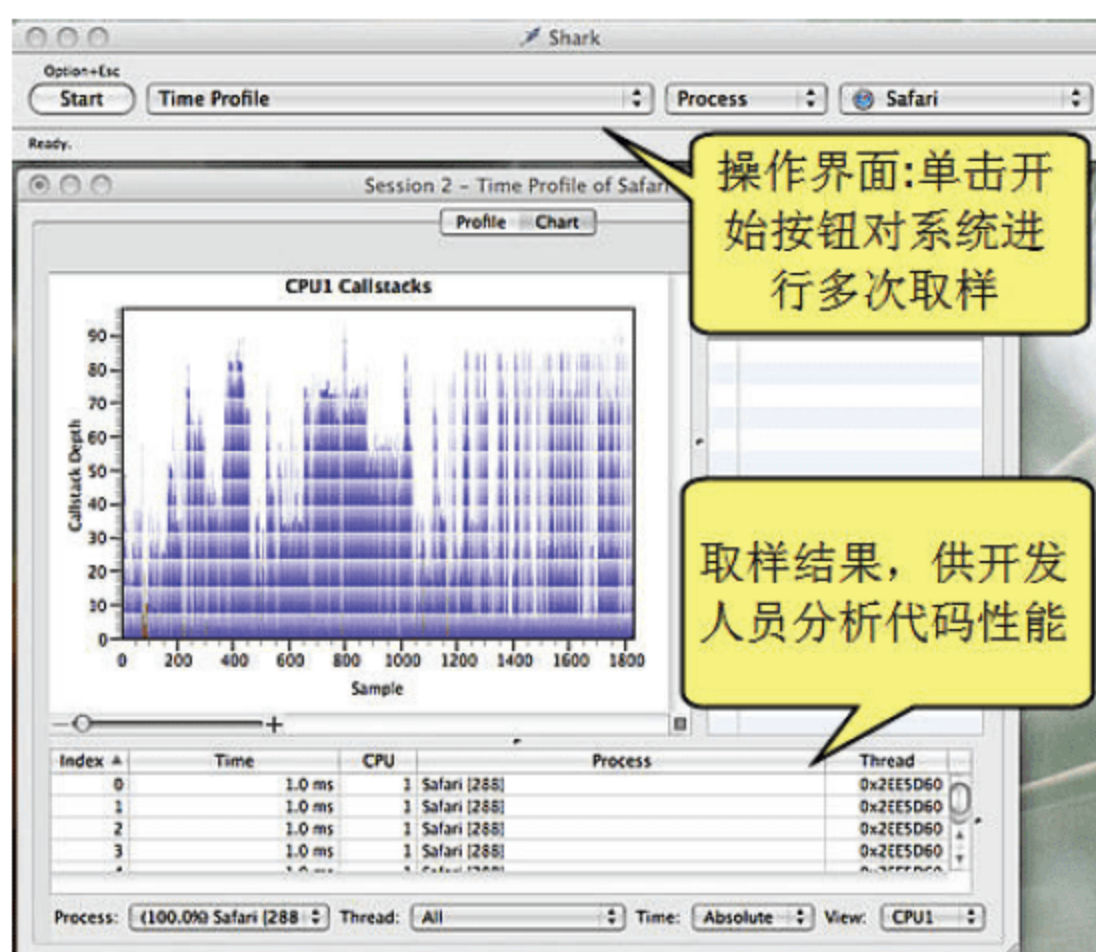 Shark
Option+Esc
Start Time Profile Process Safari
Ready.
操作界面:单击开
始按钮对系统进
行多次取样
Session 2 - Time Profile of Safari
Profile Chart
CPU1 Callstacks
90
80
70
60
50
40
30
20
10
0
Callstack Depth
0 200 400 600 800 1000 1200 1400 1600 1800
Sample
取样结果，供开发
人员分析代码性能
Index Time CPU Process Thread
0 1.0 ms 1 Safari [288] 0x2EE5D60
1 1.0 ms 1 Safari [288] 0x2EE5D60
2 1.0 ms 1 Safari [288] 0x2EE5D60
3 1.0 ms 1 Safari [288] 0x2EE5D60
Process: (100.0%) Safari [288 Thread: All Time: Absolute View: CPU1